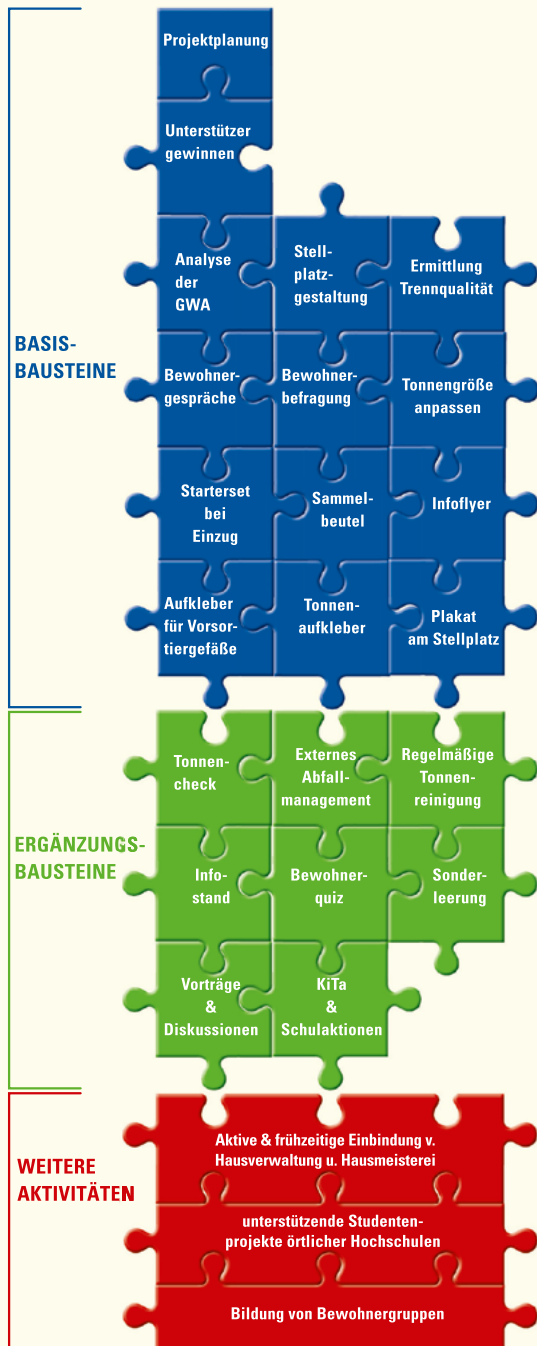 Projektplanung
Unterstützer
gewinnen
Analyse
der
GWA
Stell-
platz-
gestaltung
Ermittlung
Trennqualität
BASIS-
BAUSTEINE
Bewohner-
gespräche
Bewohner-
befragung
Tonnengröße
anpassen
Starterset
bei
Einzug
Sammel-
beutel
Infoflyer
Aufkleber
für Vorsor-
tiergefäße
Tonnen-
aufkleber
Plakat
am Stellplatz
Tonnen-
check
Externes
Abfall-
management
Regelmäßige
Tonnen-
reinigung
ERGÄNZUNGS-
BAUSTEINE
Info-
stand
Bewohner-
quiz
Sonder-
leerung
Vorträge
&
Diskussionen
KiTa
&
Schulaktionen
WEITERE
AKTIVITÄTEN
Aktive & frühzeitige Einbindung v.
Hausverwaltung u. Hausmeisterei
unterstützende Studenten-
projekte örtlicher Hochschulen
Bildung von Bewohnergruppen